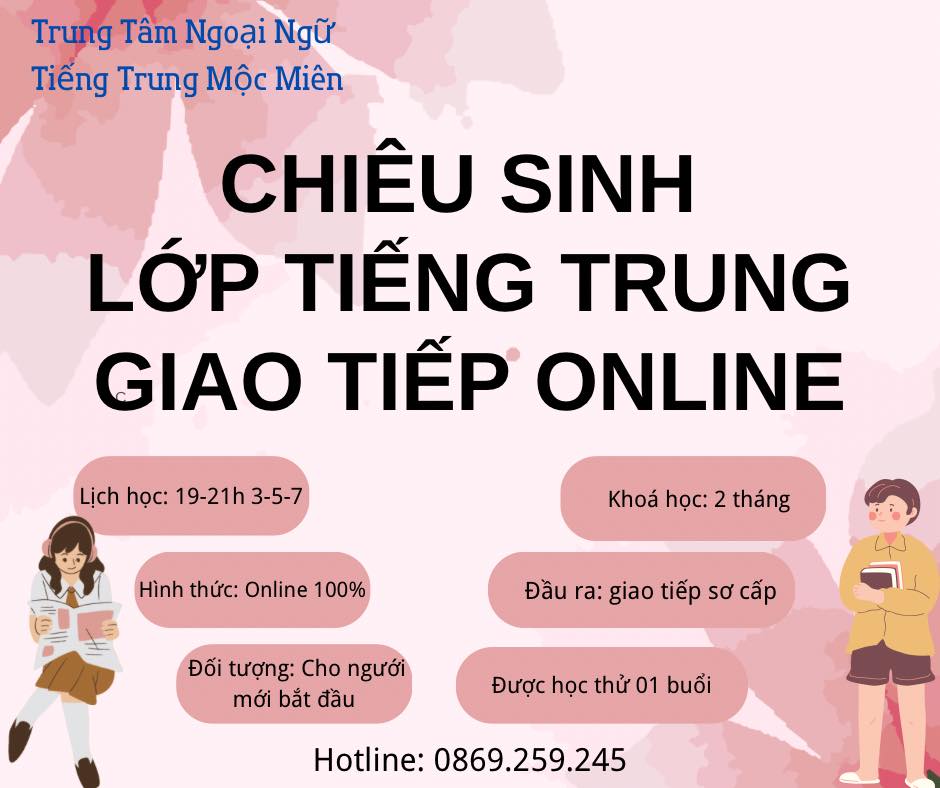 Trung Tâm Ngoại Ngữ
Tiếng Trung Mộc Miên
CHIÊU SINH
LỚP TIẾNG TRUNG
GIAO TIẾP ONLINE
C
Lịch học: 19-21h 3-5-7
Khoá học: 2 tháng
Hình thức: Online 100%
Đầu ra: giao tiếp sơ cấp
Đối tượng: Cho người
mới bắt đầu
Được học thử 01 buổi
Hotline: 0869.259.245